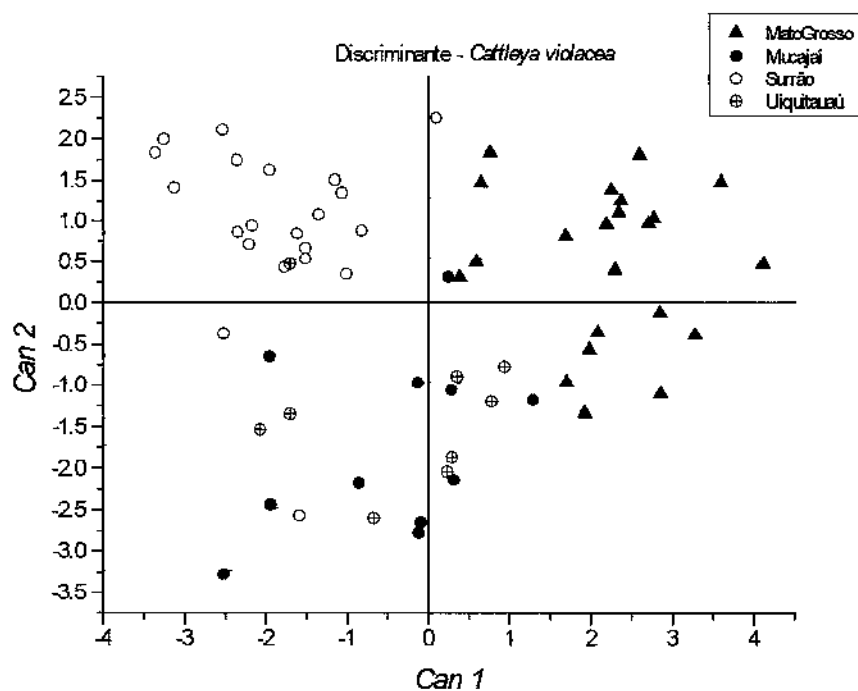 MatoGrosso
Mucajaí
Surrão
Uiquitauaú
Discriminante - Cattleya violacea
2.5
2.0
1.5
1.0
0.5
0.0
-0.5
-1.0
-1.5
-2.0
-2.5
-3.0
-3.5
Can 2
-4 -3 -2 -1 0 1 2 3 4
Can 1